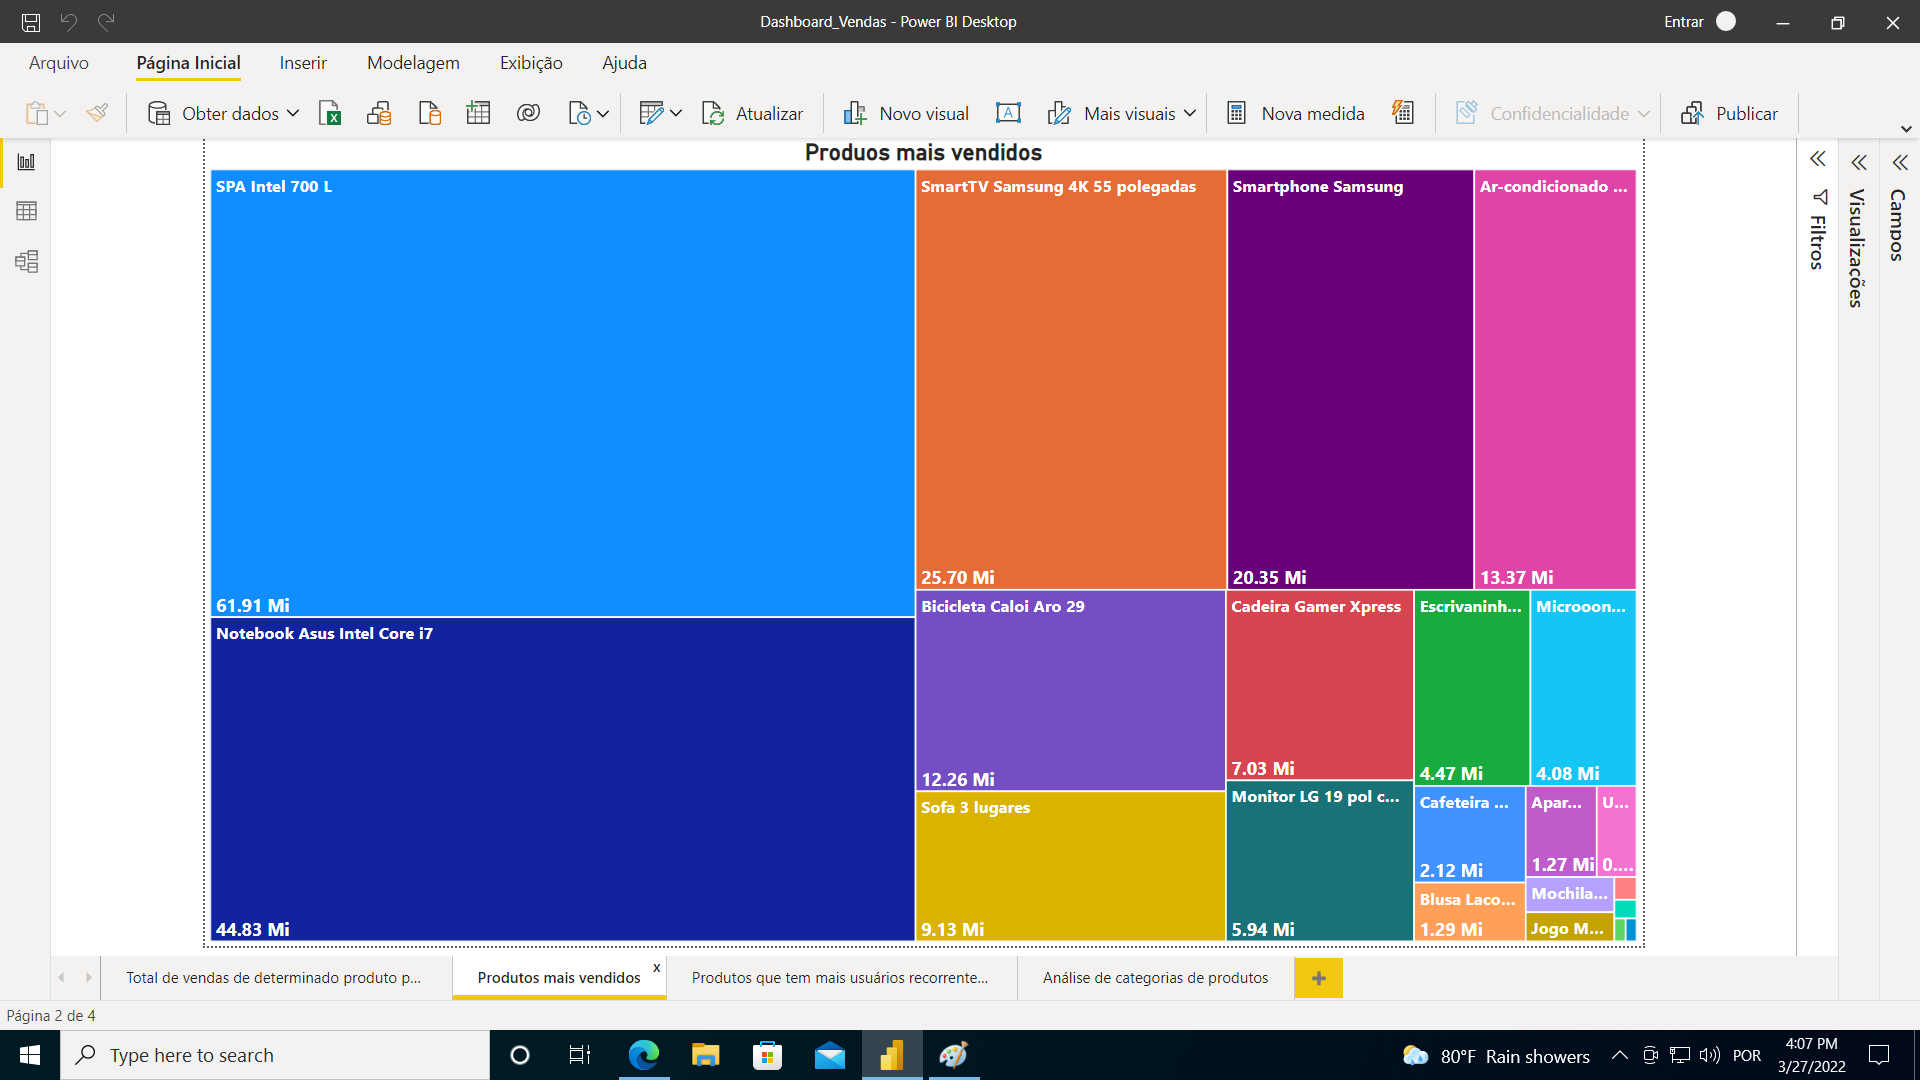 Dashboard_Vendas - Power BI Desktop
Entrar
Arquivo
Página Inicial
Inserir
Modelagem
Exibição
Ajuda
Obter dados
Atualizar
Novo visual
Mais visuais
Nova medida
Confidencialidade
Publicar
Produos mais vendidos
SPA Intel 700 L
61.91 Mi
Notebook Asus Intel Core i7
44.83 Mi
SmartTV Samsung 4K 55 polegadas
25.70 Mi
Smartphone Samsung
20.35 Mi
Ar-condicionado ...
13.37 Mi
Bicicleta Caloi Aro 29
12.26 Mi
Sofa 3 lugares
9.13 Mi
Cadeira Gamer Xpress
7.03 Mi
Monitor LG 19 pol c...
5.94 Mi
Escrivaninh...
4.47 Mi
Microoon...
4.08 Mi
Cafeteira ...
2.12 Mi
Blusa Laco...
1.29 Mi
Apar...
1.27 Mi
U...
0....
Mochila...
Jogo M...
Filtros
Visualizações
Campos
Total de vendas de determinado produto p...
Produtos mais vendidos
x
Produtos que tem mais usuários recorrente...
Análise de categorias de produtos
+
Página 2 de 4
Type here to search
80°F Rain showers
POR
4:07 PM
3/27/2022